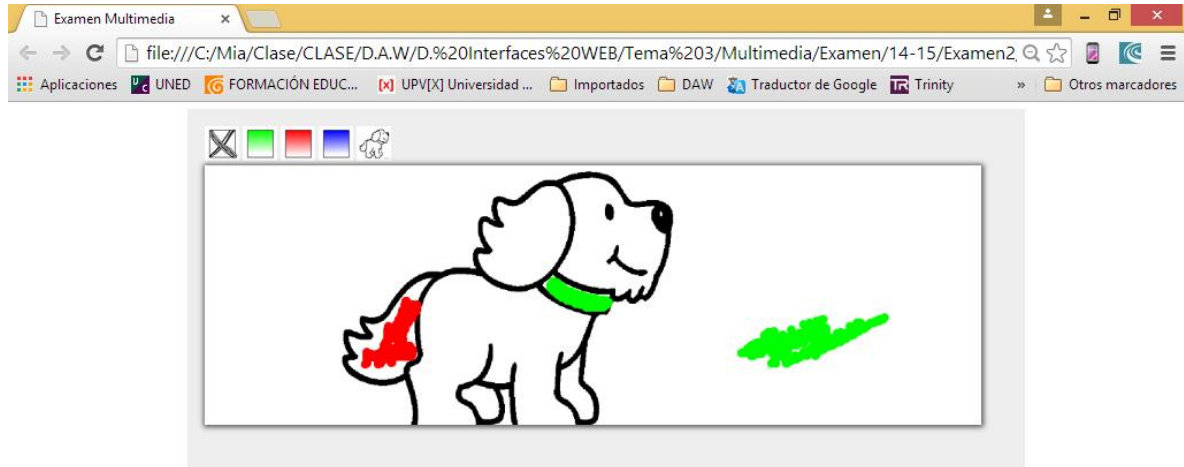 Examen Multimedia
file:///C:/Mia/Clase/CLASE/D.A.W/D.%20Interfaces%20WEB/Tema%203/Multimedia/Examen/14-15/Examen2
Aplicaciones UNED FORMACIÓN EDUC... [x] UPV[X] Universidad ... Importados DAW Traductor de Google TR Trinity » Otros marcadores